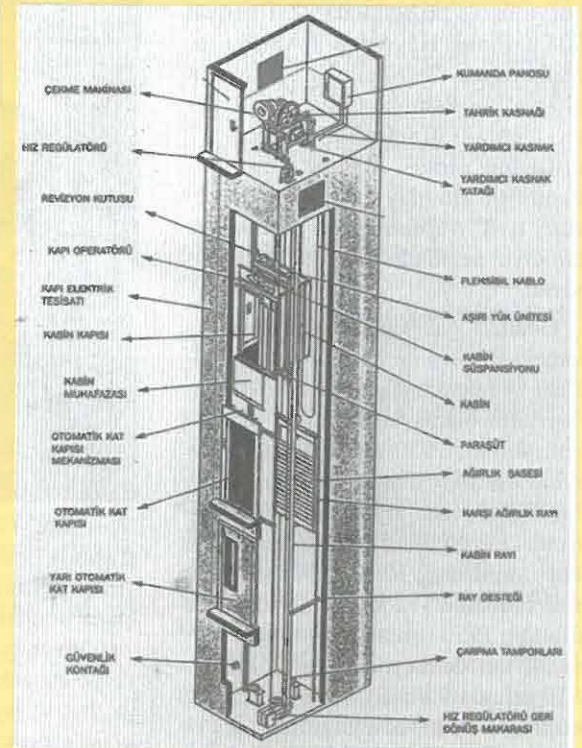 ÇEKME MAKİNASI
HIZ REGÜLATÖRÜ
REVİZYON KUTUSU
KAPI OPERATÖRÜ
KAPI ELEKTRİK
TESİSATI
KABİN KAPISI
KABİN
MUHAFAZASI
OTOMATİK KAT
KAPISI
MEKANİZMASI
OTOMATİK KAT
KAPISI
YARI OTOMATİK
KAT KAPISI
GÜVENLİK
KONTAĞI
KUMANDA PANOSU
TAHRİK KASNAĞI
YARDIMCI KASNAK
YARDIMCI KASNAK
YATAĞI
FLEKSIBIL KABLO
AŞIRI YÜK ÜNİTESİ
KABİN
SÜSPANSİYONU
KABİN
PARAŞÜT
AĞIRLIK ŞASESİ
KARŞI AĞIRLIK RAYI
KABİN RAYI
RAY DESTEĞİ
ÇARPMA TAMPONLARI
HIZ REGÜLATÖRÜ GERİ
DÖNÜŞ MAKARASI